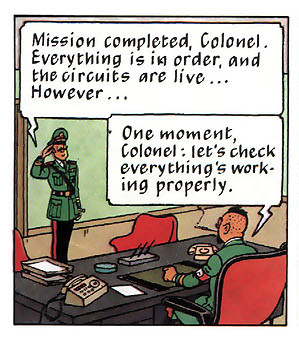 Mission completed, Colonel.
Everything is in order, and
the circuits are live...
However...
One moment,
Colonel: let's check
everything's work-
ing properly.